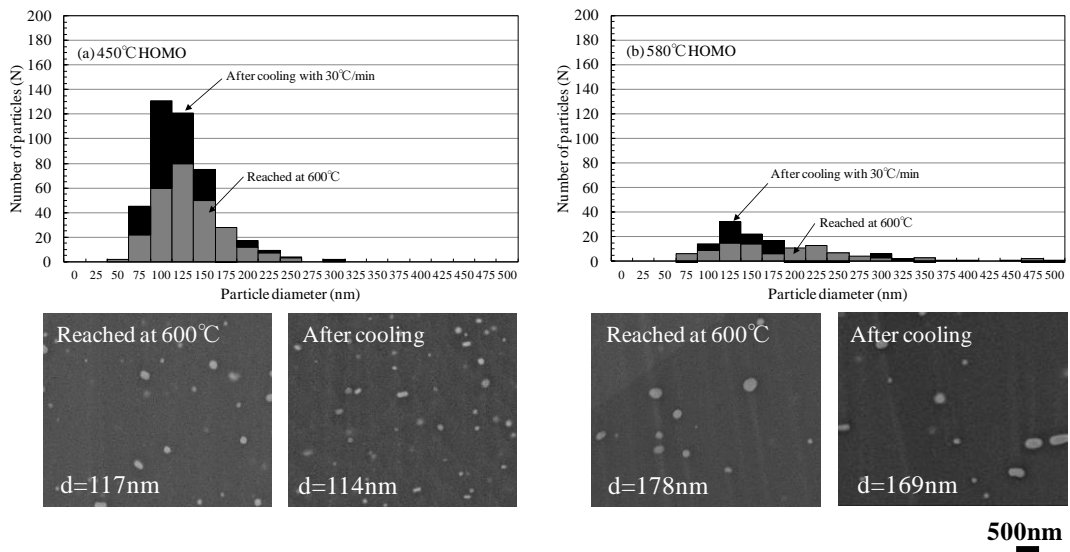 (a) 450℃ HOMO
Number of particles (N)
200
180
160
140
120
100
80
60
40
20
0
After cooling with 30℃/min
Reached at 600℃
0 25 50 75 100 125 150 175 200 225 250 275 300 325 350 375 400 425 450 475 500
Particle diameter (nm)
(b) 580℃ HOMO
Number of particles (N)
200
180
160
140
120
100
80
60
40
20
0
After cooling with 30℃/min
Reached at 600℃
0 25 50 75 100 125 150 175 200 225 250 275 300 325 350 375 400 425 450 475 500
Particle diameter (nm)
Reached at 600℃
d=117nm
After cooling
d=114nm
Reached at 600℃
d=178nm
After cooling
d=169nm
500nm